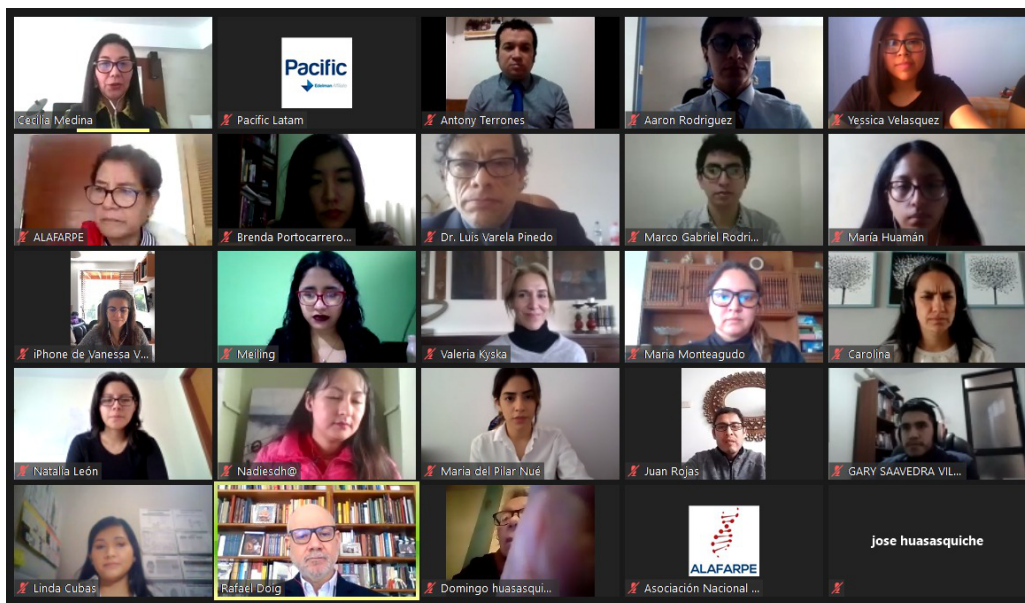 Cecilia Medina
Pacific
Edelman Affiliate
Pacific Latam
Antony Terrones
Aaron Rodriguez
Yessica Velasquez
ALAFARPE
Brenda Portocarrero...
Dr. Luis Varela Pinedo
Marco Gabriel Rodri...
María Huamán
iPhone de Vanessa V...
Meiling
Valeria Kyska
Maria Monteagudo
Carolina
Natalia León
Nadiesdh@
Maria del Pilar Nué
Juan Rojas
GARY SAAVEDRA VIL...
Linda Cubas
Rafael Doig
Domingo huasasqui...
ALAFARPE
Asociación Nacional ...
jose huasasquiche